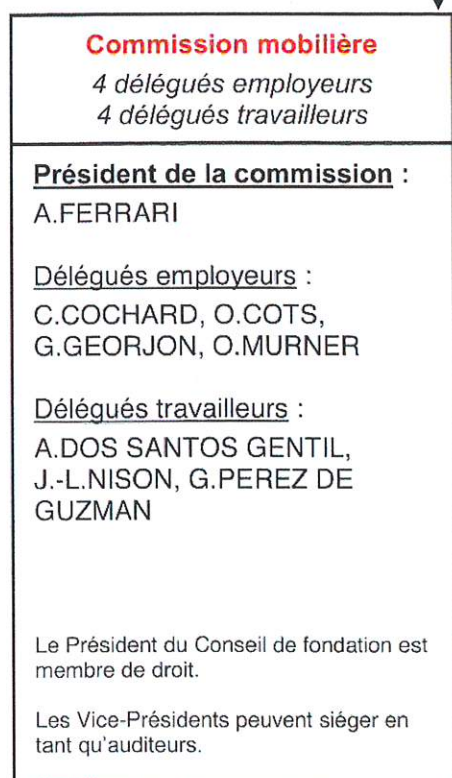 Commission mobilière
4 délégués employeurs
4 délégués travailleurs
Président de la commission :
A.FERRARI
Délégués employeurs :
C.COCHARD, O.COTS,
G.GEORJON, O.MURNER
Délégués travailleurs :
A.DOS SANTOS GENTIL,
J.-L.NISON, G.PEREZ DE
GUZMAN
Le Président du Conseil de fondation est
membre de droit.
Les Vice-Présidents peuvent siéger en
tant qu'auditeurs.